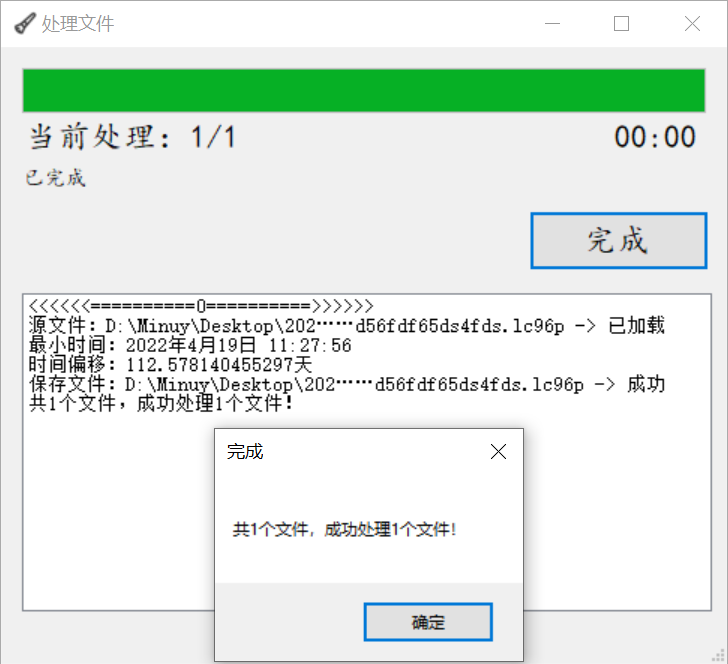 处理文件
当前处理：1/1
00:00
已完成
完成
<<<<<<==========0==========>>>>>>
源文件：D:\Minuy\Desktop\202……d56fdf65ds4fds.lc96p -> 已加载
最小时间：2022年4月19日 11:27:56
时间偏移：112.578140455297天
保存文件：D:\Minuy\Desktop\202……d56fdf65ds4fds.lc96p -> 成功
共1个文件，成功处理1个文件！
完成
共1个文件，成功处理1个文件！
确定